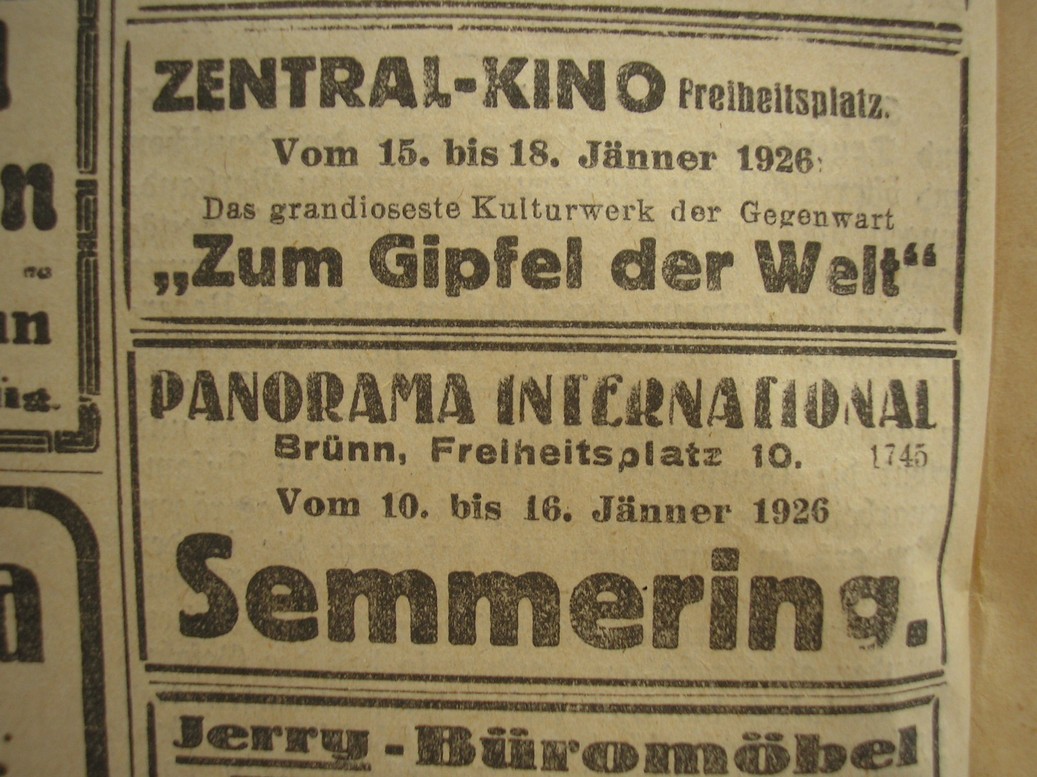 ZENTRAL-KINO Freiheitsplatz.
Vom 15. bis 18. Jänner 1926
Das grandioseste Kulturwerk der Gegenwart
„Zum Gipfel der Welt“
PANORAMA INTERNATIONAL
Brünn, Freiheitsplatz 10. 1745
Vom 10. bis 16. Jänner 1926
Semmering.
Jerry-Büromöbel